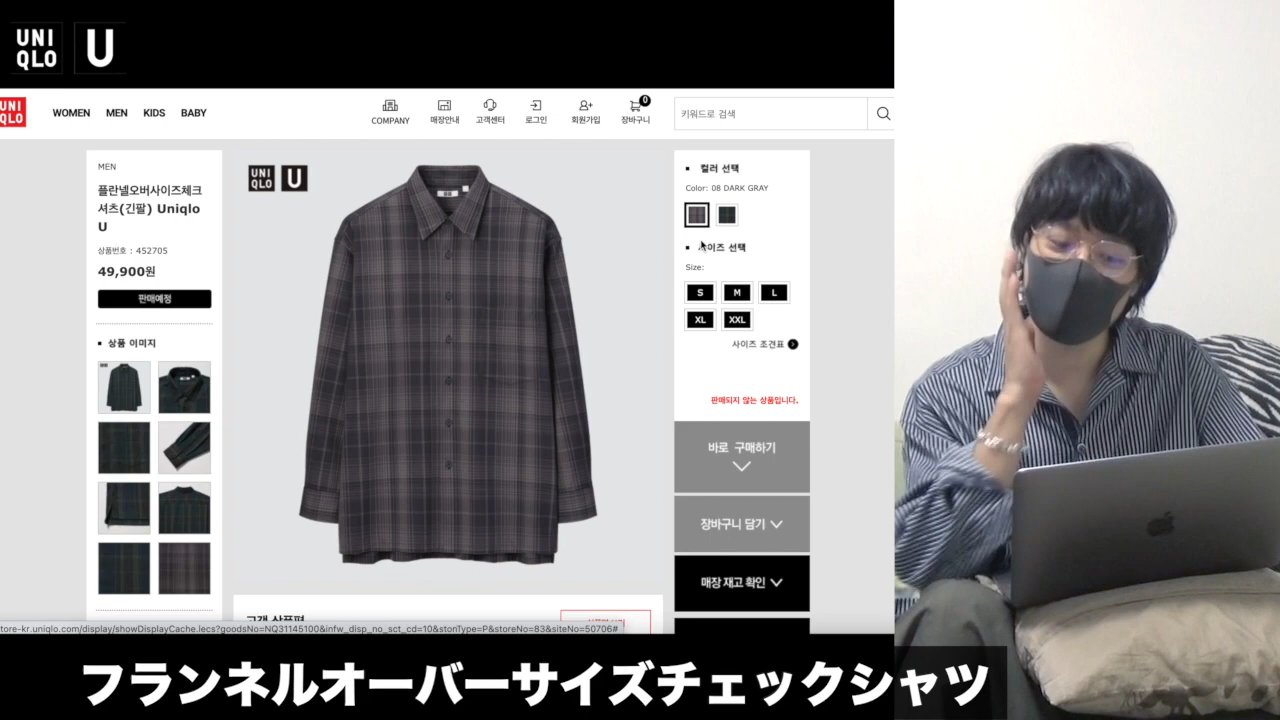 UNI
QLO
U
UNI
QLO
WOMEN
MEN
KIDS
BABY
COMPANY
매장안내
고객센터
로그인
회원가입
0
장바구니
키워드로 검색
MEN
플란넬오버사이즈체크
셔츠(긴팔) Uniqlo
U
상품번호 : 452705
49,900원
판매예정
상품 이미지
UNI
QLO
U
컬러 선택
Color: 08 DARK GRAY
사이즈 선택
Size:
S
M
L
XL
XXL
사이즈 조견표
판매되지 않는 상품입니다.
바로 구매하기
장바구니 담기
매장 재고 확인
고객 상품평
tore-kr.uniqlo.com/display/showDisplayCache.lecs?goodsNo=NQ31145100&infw_disp_no_sct_cd=10&stonType=P&storeNo=83&siteNo=50706#
フランネルオーバーサイズチェックシャツ